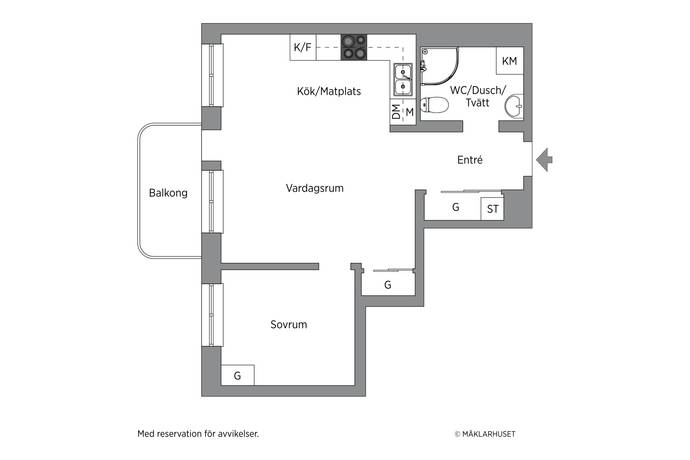 K/F
KM
Kök/Matplats
WC/Dusch/
Tvätt
DM
M
Entré
Balkong
Vardagsrum
G
ST
G
Sovrum
G
Med reservation för avvikelser.
© MÄKLARHUSET